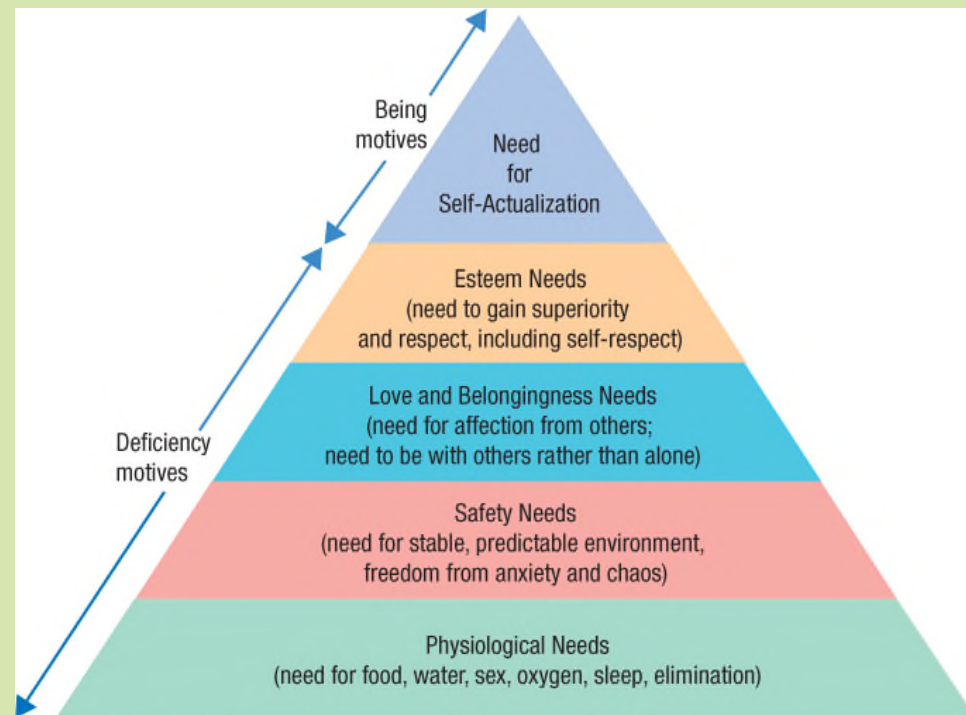 Being
motives
Need
for
Self-Actualization
Esteem Needs
(need to gain superiority
and respect, including self-respect)
Love and Belongingness Needs
(need for affection from others;
need to be with others rather than alone)
Deficiency
motives
Safety Needs
(need for stable, predictable environment,
freedom from anxiety and chaos)
Physiological Needs
(need for food, water, sex, oxygen, sleep, elimination)